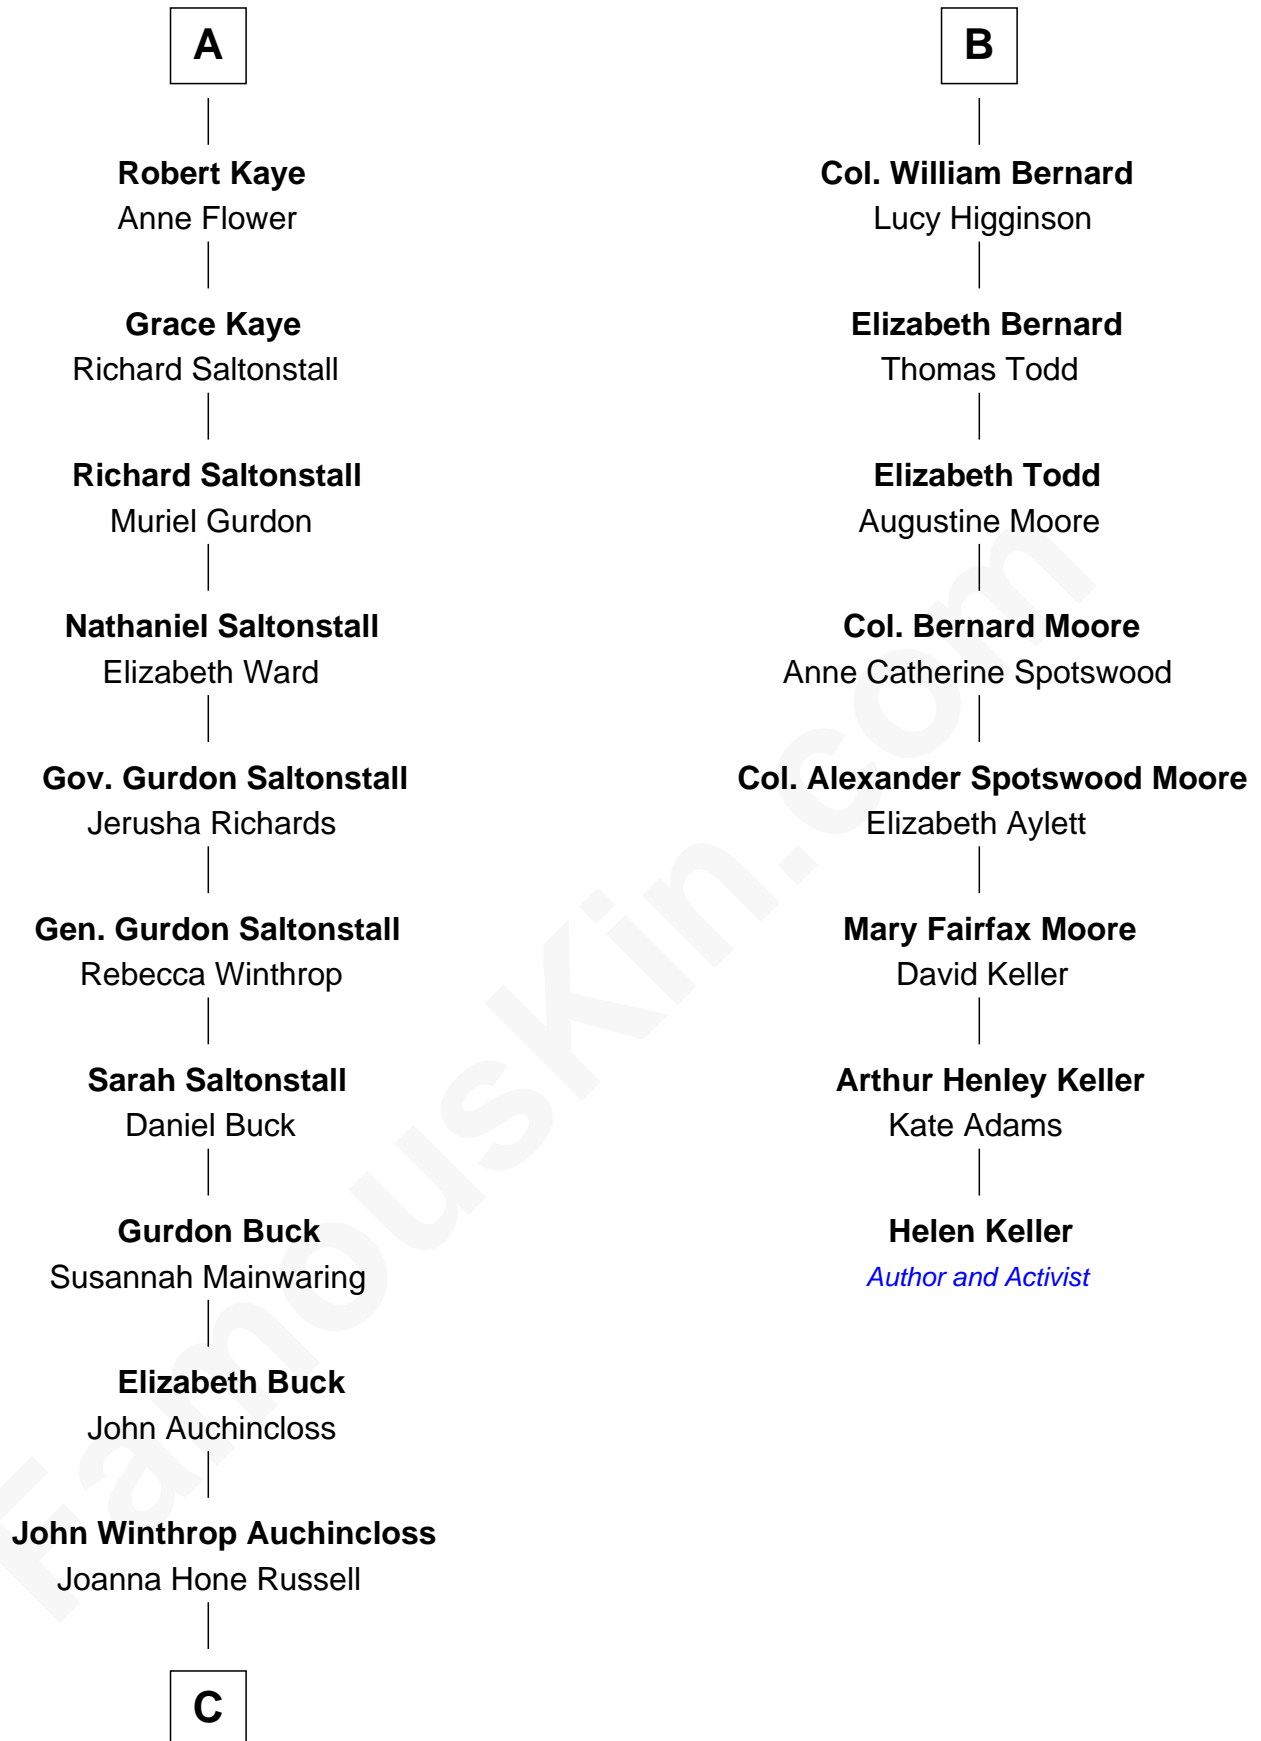 A
Robert Kaye
Anne Flower
Grace Kaye
Richard Saltonstall
Richard Saltonstall
Muriel Gurdon
Nathaniel Saltonstall
Elizabeth Ward
Gov. Gurdon Saltonstall
Jerusha Richards
Gen. Gurdon Saltonstall
Rebecca Winthrop
Sarah Saltonstall
Daniel Buck
Gurdon Buck
Susannah Mainwaring
Elizabeth Buck
John Auchincloss
John Winthrop Auchincloss
Joanna Hone Russell
C
B
Col. William Bernard
Lucy Higginson
Elizabeth Bernard
Thomas Todd
Elizabeth Todd
Augustine Moore
Col. Bernard Moore
Anne Catherine Spotswood
Col. Alexander Spotswood Moore
Elizabeth Aylett
Mary Fairfax Moore
David Keller
Arthur Henley Keller
Kate Adams
Helen Keller
Author and Activist
FamousKin.com